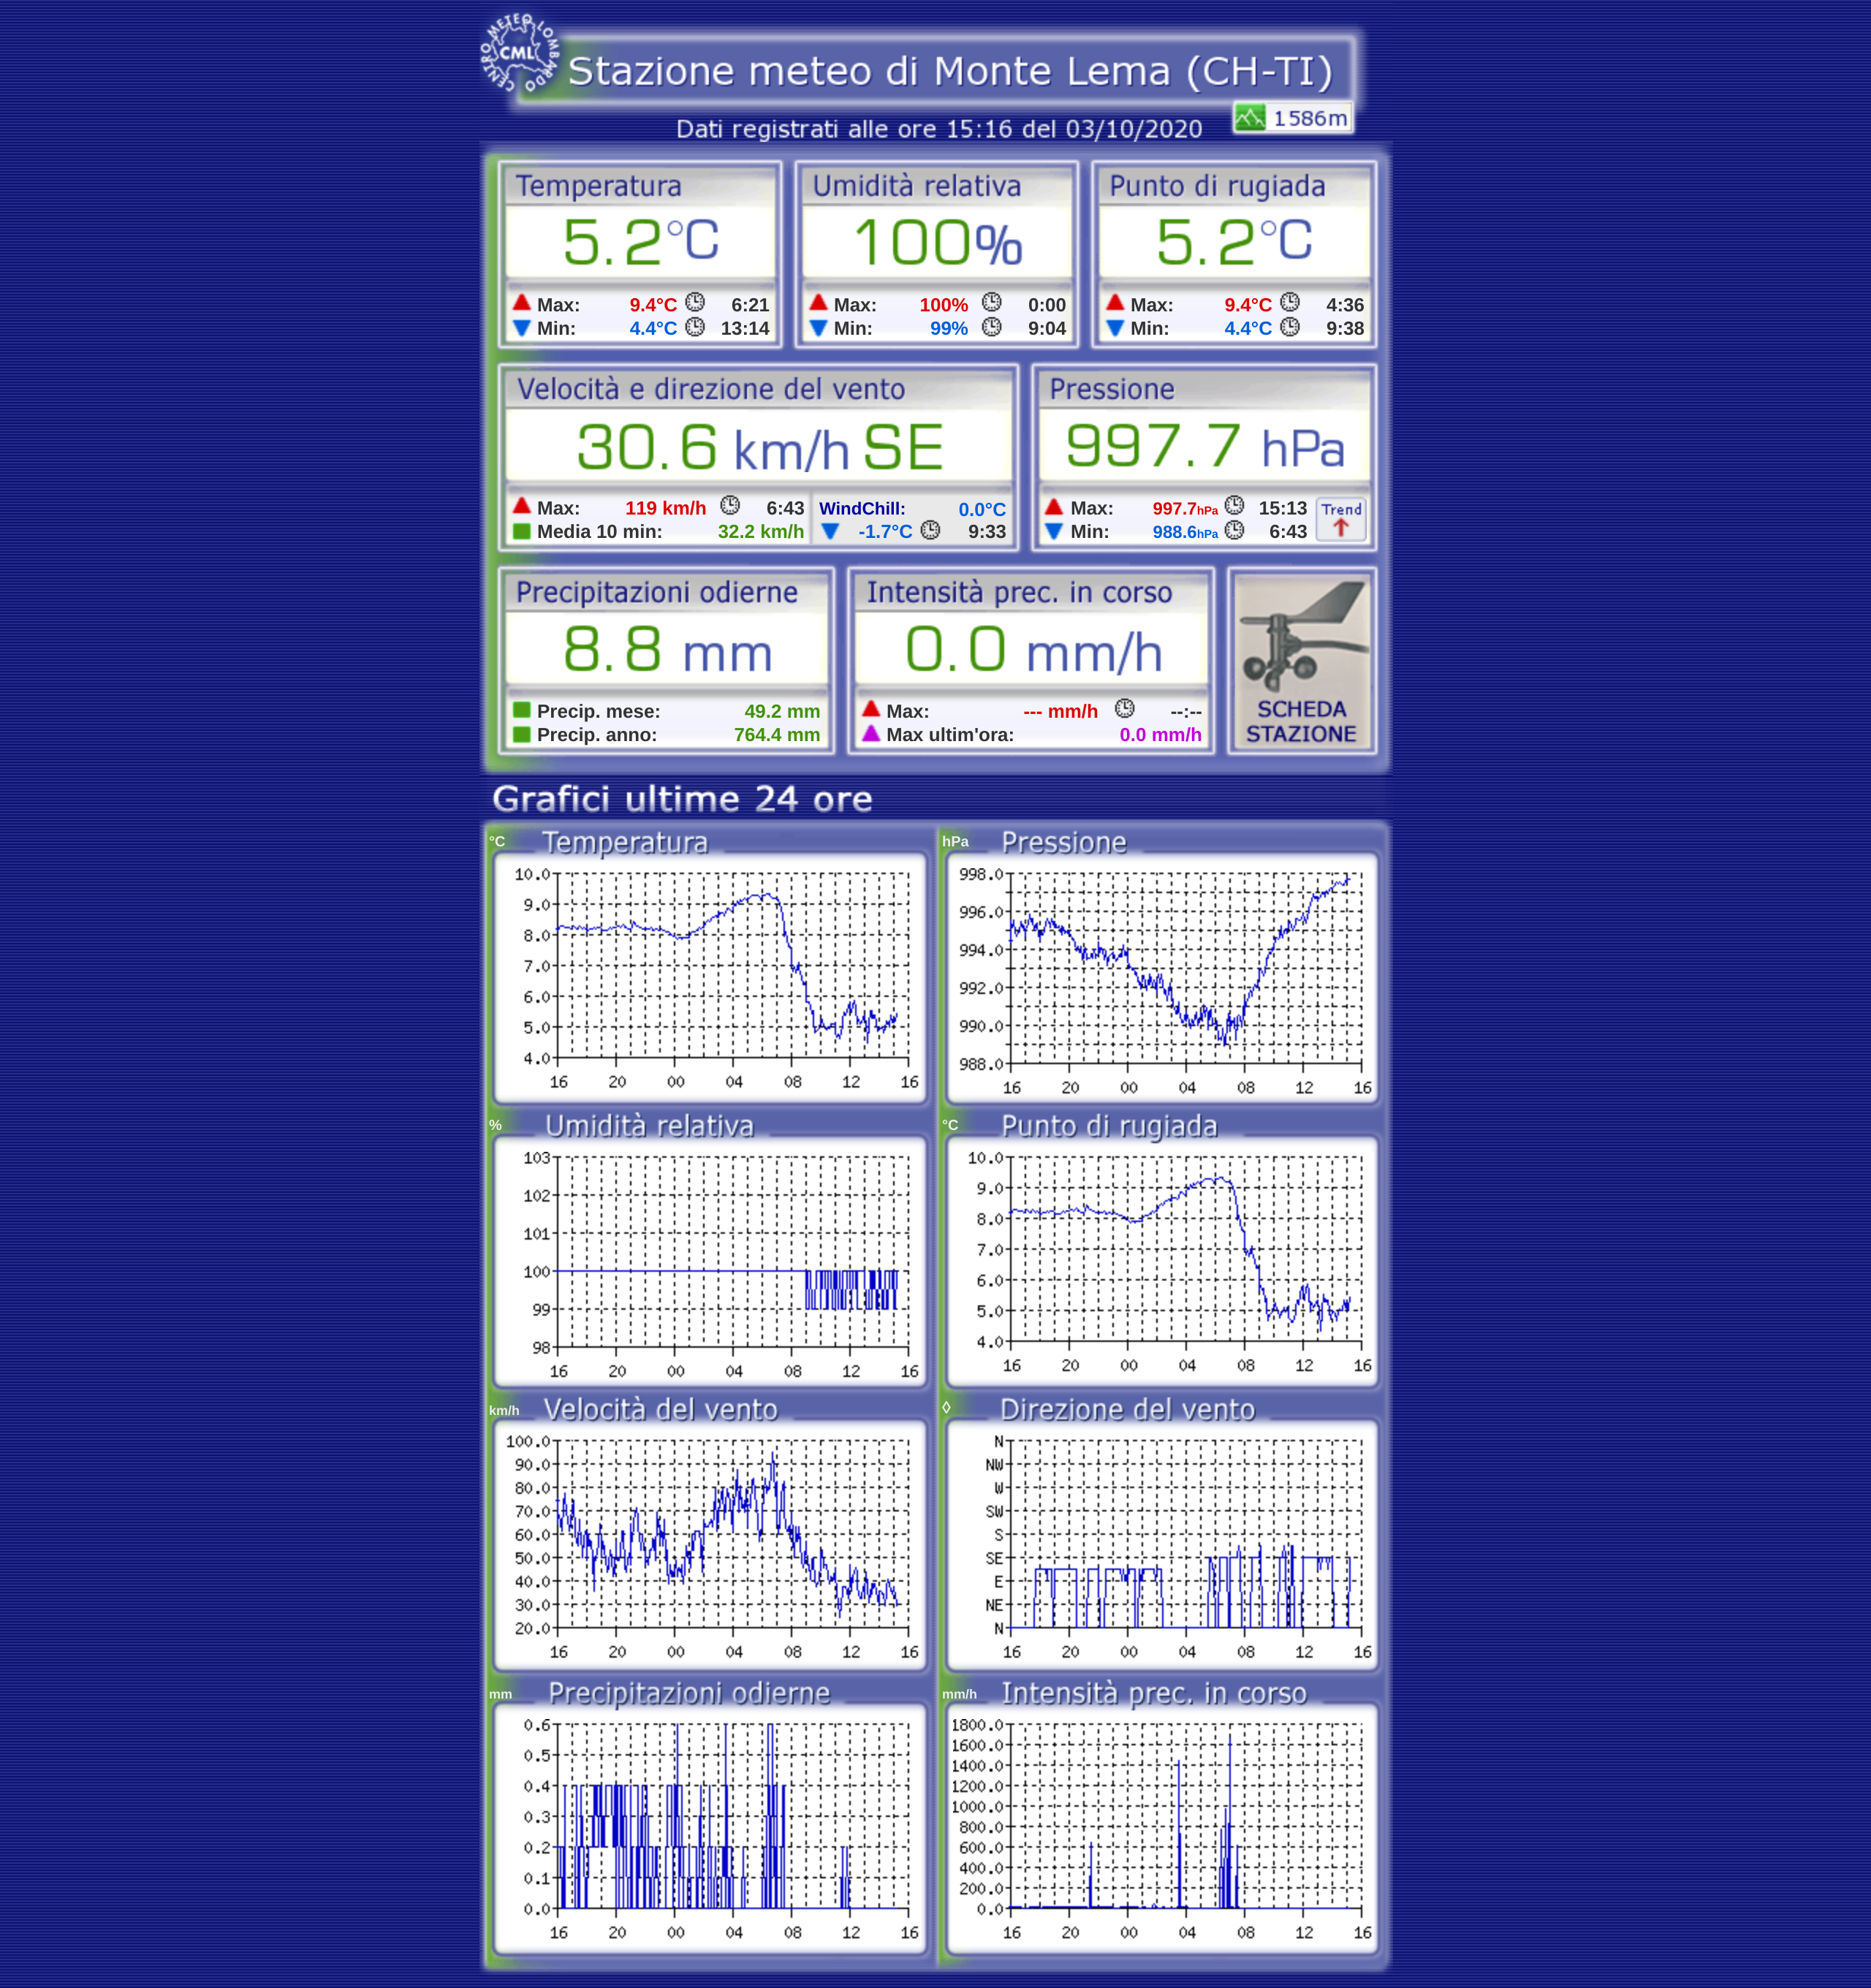 CENTRO METEO LOMBARDO
CML
Stazione meteo di Monte Lema (CH-TI)
1586m
Dati registrati alle ore 15:16 del 03/10/2020
Temperatura
5.2°C
Max: 9.4°C 6:21
Min: 4.4°C 13:14
Umidità relativa
100%
Max: 100% 0:00
Min: 99% 9:04
Punto di rugiada
5.2°C
Max: 9.4°C 4:36
Min: 4.4°C 9:38
Velocità e direzione del vento
30.6 km/h SE
Max: 119 km/h 6:43
Media 10 min: 32.2 km/h
WindChill: 0.0°C
-1.7°C 9:33
Pressione
997.7 hPa
Max: 997.7hPa 15:13
Min: 988.6hPa 6:43
Trend
Precipitazioni odierne
8.8 mm
Precip. mese: 49.2 mm
Precip. anno: 764.4 mm
Intensità prec. in corso
0.0 mm/h
Max: --- mm/h --:--
Max ultim'ora: 0.0 mm/h
SCHEDA
STAZIONE
Grafici ultime 24 ore
°C Temperatura
10.0
9.0
8.0
7.0
6.0
5.0
4.0
16 20 00 04 08 12 16
hPa Pressione
998.0
996.0
994.0
992.0
990.0
988.0
16 20 00 04 08 12 16
% Umidità relativa
103
102
101
100
99
98
16 20 00 04 08 12 16
°C Punto di rugiada
10.0
9.0
8.0
7.0
6.0
5.0
4.0
16 20 00 04 08 12 16
km/h Velocità del vento
100.0
90.0
80.0
70.0
60.0
50.0
40.0
30.0
20.0
16 20 00 04 08 12 16
◊ Direzione del vento
N
NW
W
SW
S
SE
E
NE
N
16 20 00 04 08 12 16
mm Precipitazioni odierne
0.6
0.5
0.4
0.3
0.2
0.1
0.0
16 20 00 04 08 12 16
mm/h Intensità prec. in corso
1800.0
1600.0
1400.0
1200.0
1000.0
800.0
600.0
400.0
200.0
0.0
16 20 00 04 08 12 16